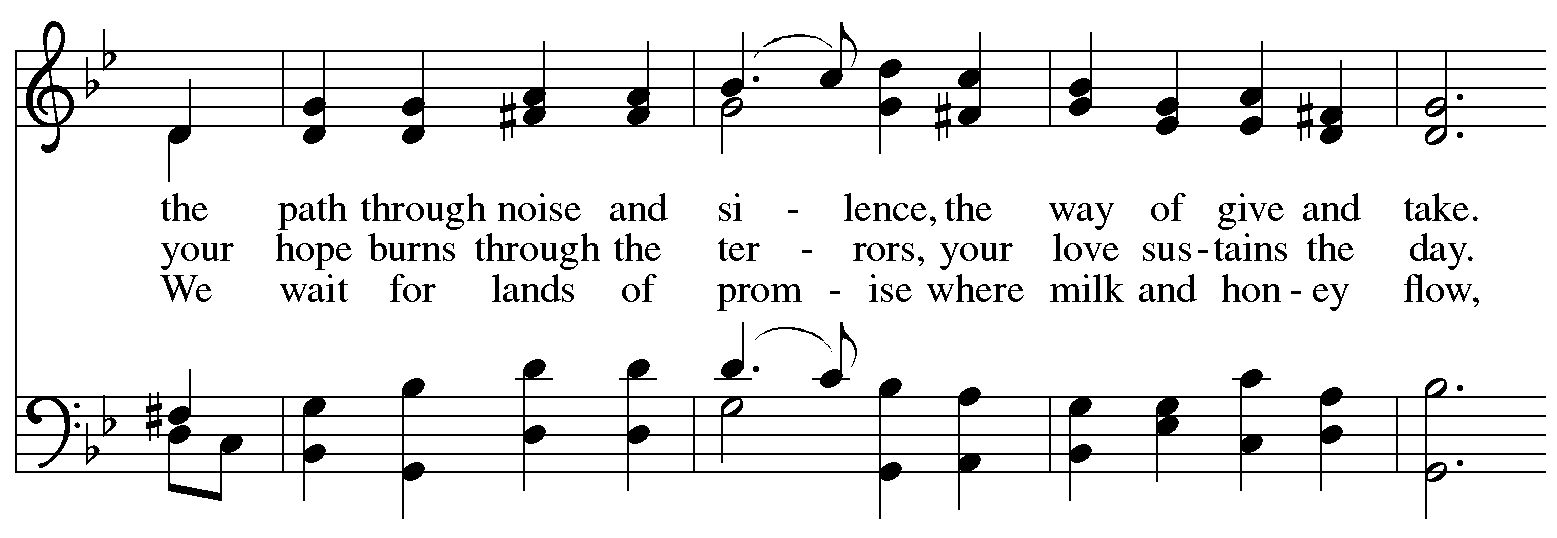 the path through noise and si - lence, the way of give and take.
your hope burns through the ter - rors, your love sus - tains the day.
We wait for lands of prom - ise where milk and hon - ey flow,